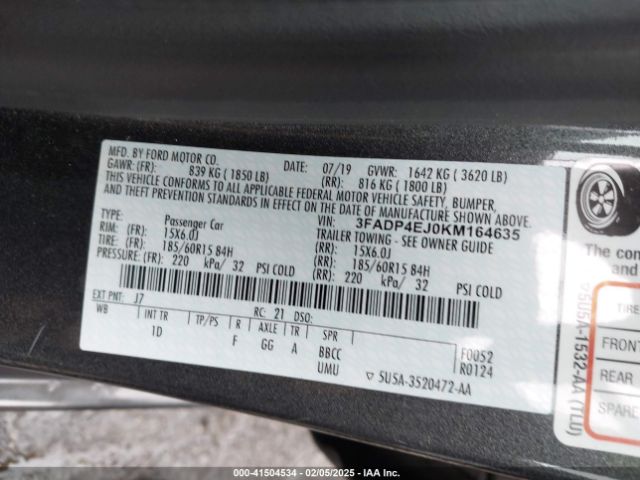 MFD. BY FORD MOTOR CO. DATE: 07/19 GVWR: 1642 KG ( 3620 LB)
GAWR: (FR): 839 KG ( 1850 LB) (RR): 816 KG ( 1800 LB)
THIS VEHICLE CONFORMS TO ALL APPLICABLE FEDERAL MOTOR VEHICLE SAFETY, BUMPER,
AND THEFT PREVENTION STANDARDS IN EFFECT ON THE DATE OF MANUFACTURE SHOWN ABOVE.
VIN: 3FADP4EJ0KM164635
TYPE: Passenger Car TRAILER TOWING - SEE OWNER GUIDE
RIM: (FR): 15X6.0J (RR): 15X6.0J
TIRE: (FR): 185/60R15 84H (RR): 185/60R15 84H
PRESSURE: (FR): 220 kPa/ 32 PSI COLD (RR): 220 kPa/ 32 PSI COLD
EXT PNT: J7 RC: 21 DSO:
WB INT TR TP/PS R AXLE TR SPR
1D F GG A BBCC F0052
UMU R0124
5U5A-3520472-AA
The com
and car
5U5A-1532-AA (TLU)
TIRE
FRONT
REAR
SPARE
000-41504534 - 02/05/2025 - IAA Inc.